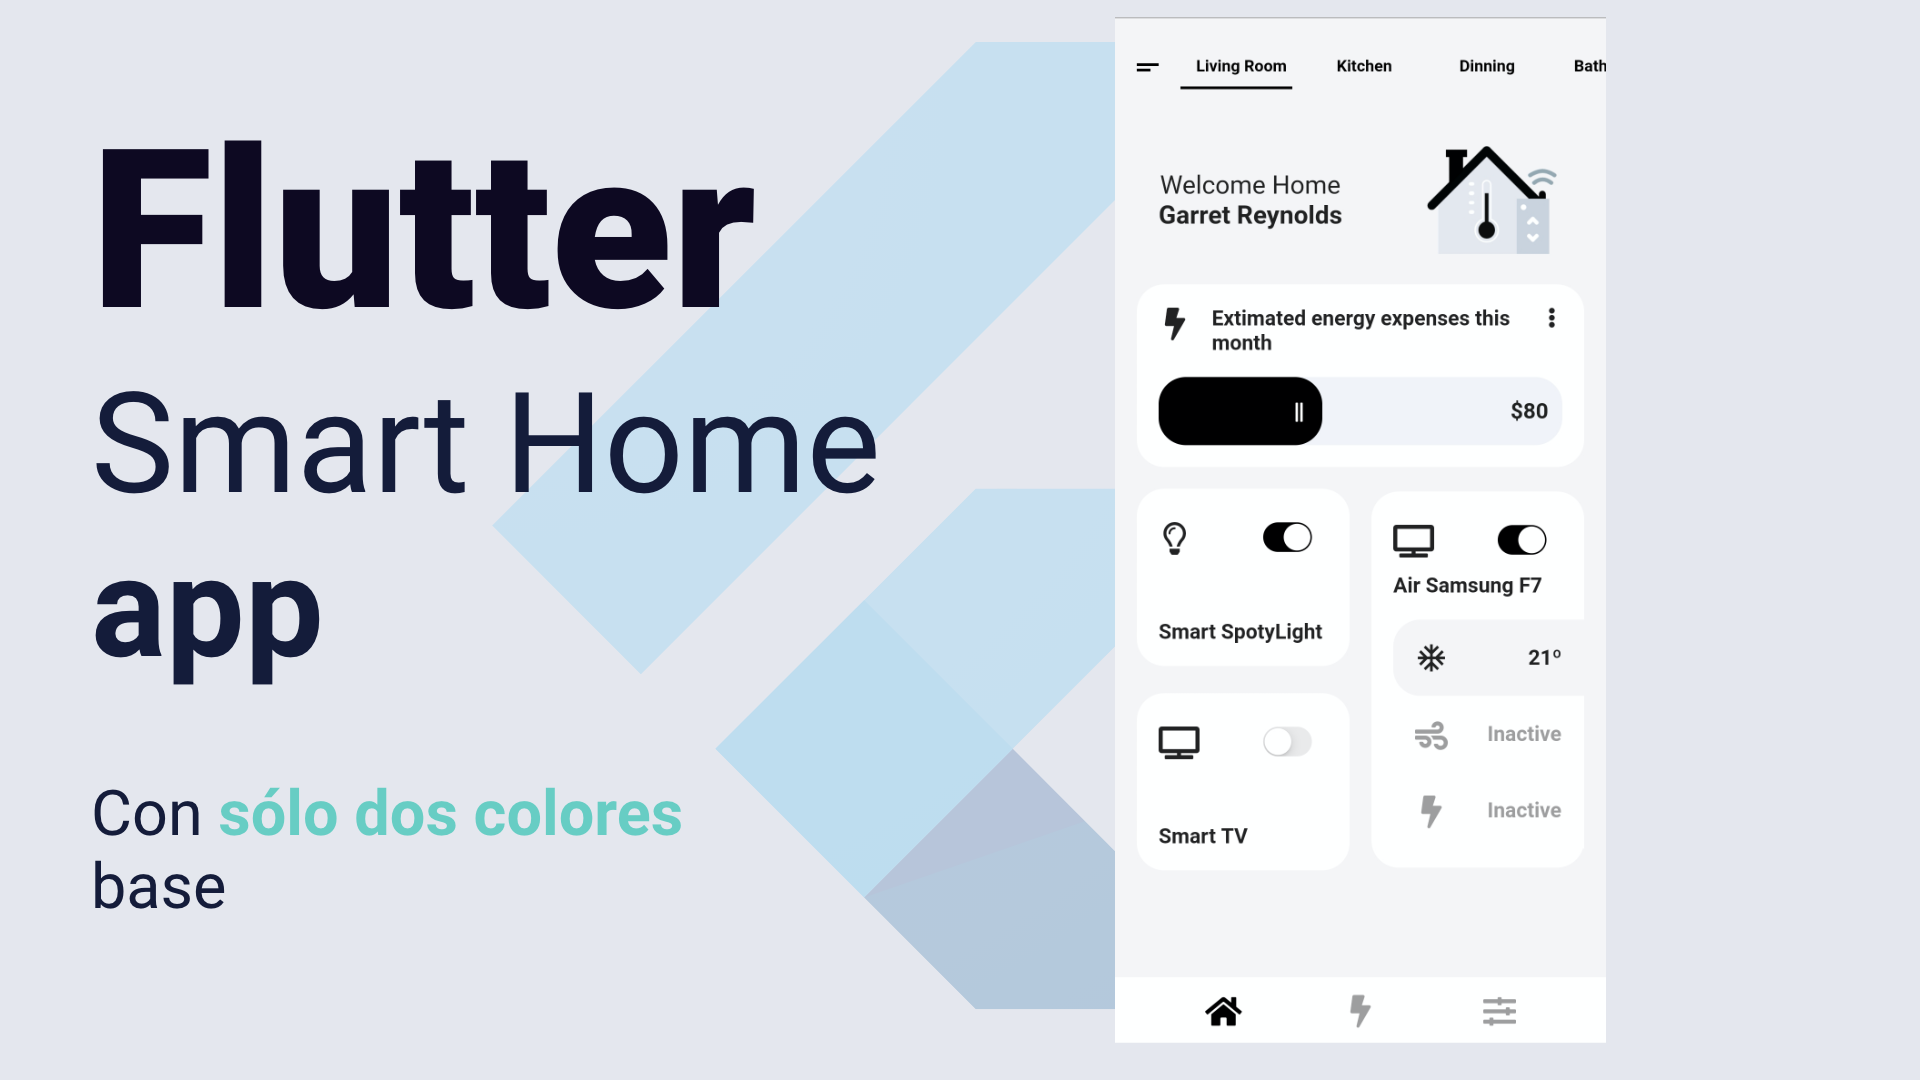 Flutter
Smart Home
app
Con sólo dos colores
base
Living Room
Kitchen
Dinning
Bath
Welcome Home
Garret Reynolds
Extimated energy expenses this
month
$80
Smart SpotyLight
Air Samsung F7
21º
Inactive
Inactive
Smart TV